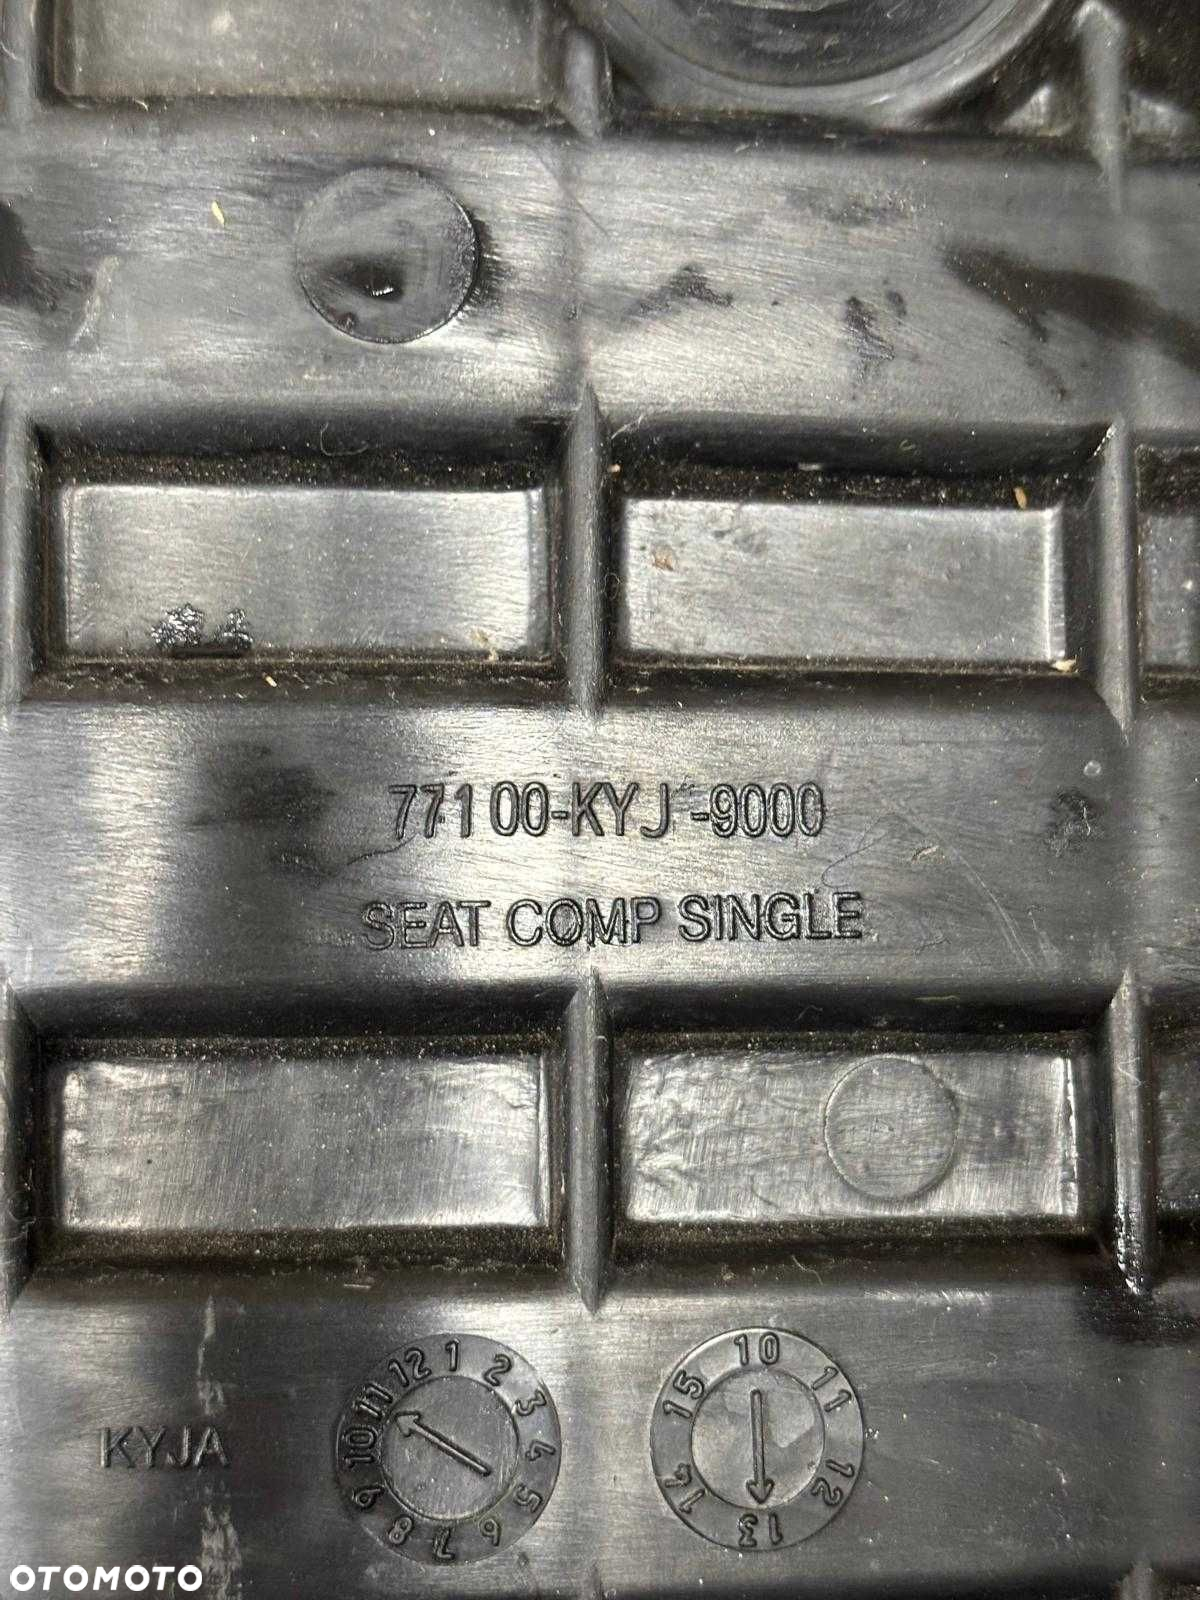 77100-KYJ-9000
SEAT COMP SINGLE
KYJA
1 2 3 4 5 6 7 8 9 10 11 12
10 11 12 13 14 15
OTOMOTO